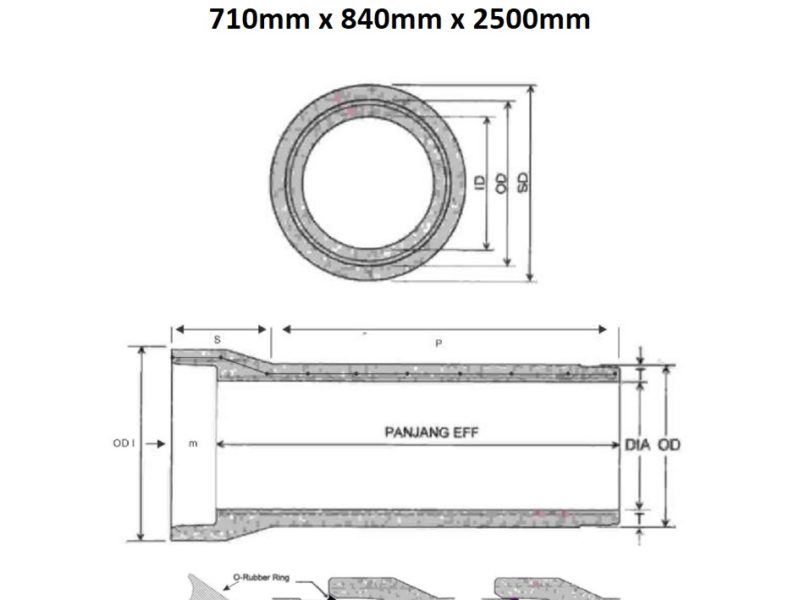 710mm x 840mm x 2500mm
ID
OD
SD
S
P
OD I
m
PANJANG EFF
DIA
OD
O-Rubber Ring